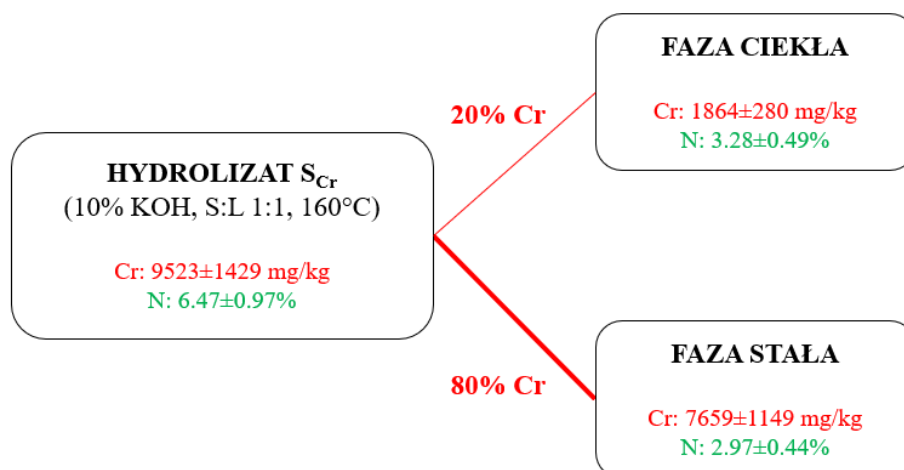 HYDROLIZAT S_Cr
(10% KOH, S:L 1:1, 160°C)
Cr: 9523±1429 mg/kg
N: 6.47±0.97%
20% Cr
80% Cr
FAZA CIEKŁA
Cr: 1864±280 mg/kg
N: 3.28±0.49%
FAZA STAŁA
Cr: 7659±1149 mg/kg
N: 2.97±0.44%